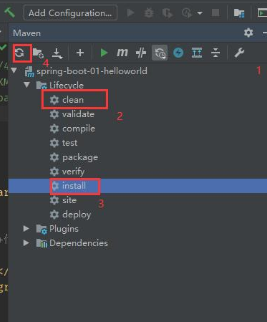 Add Configuration...
Maven
4
spring-boot-01-helloworld
1
Lifecycle
clean
validate
2
compile
test
package
verify
install
3
site
deploy
Plugins
Dependencies